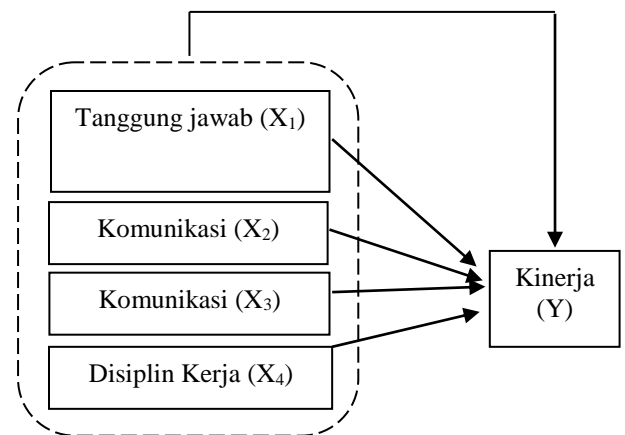 Tanggung jawab (X₁)
Komunikasi (X₂)
Komunikasi (X₃)
Disiplin Kerja (X₄)
Kinerja
(Y)